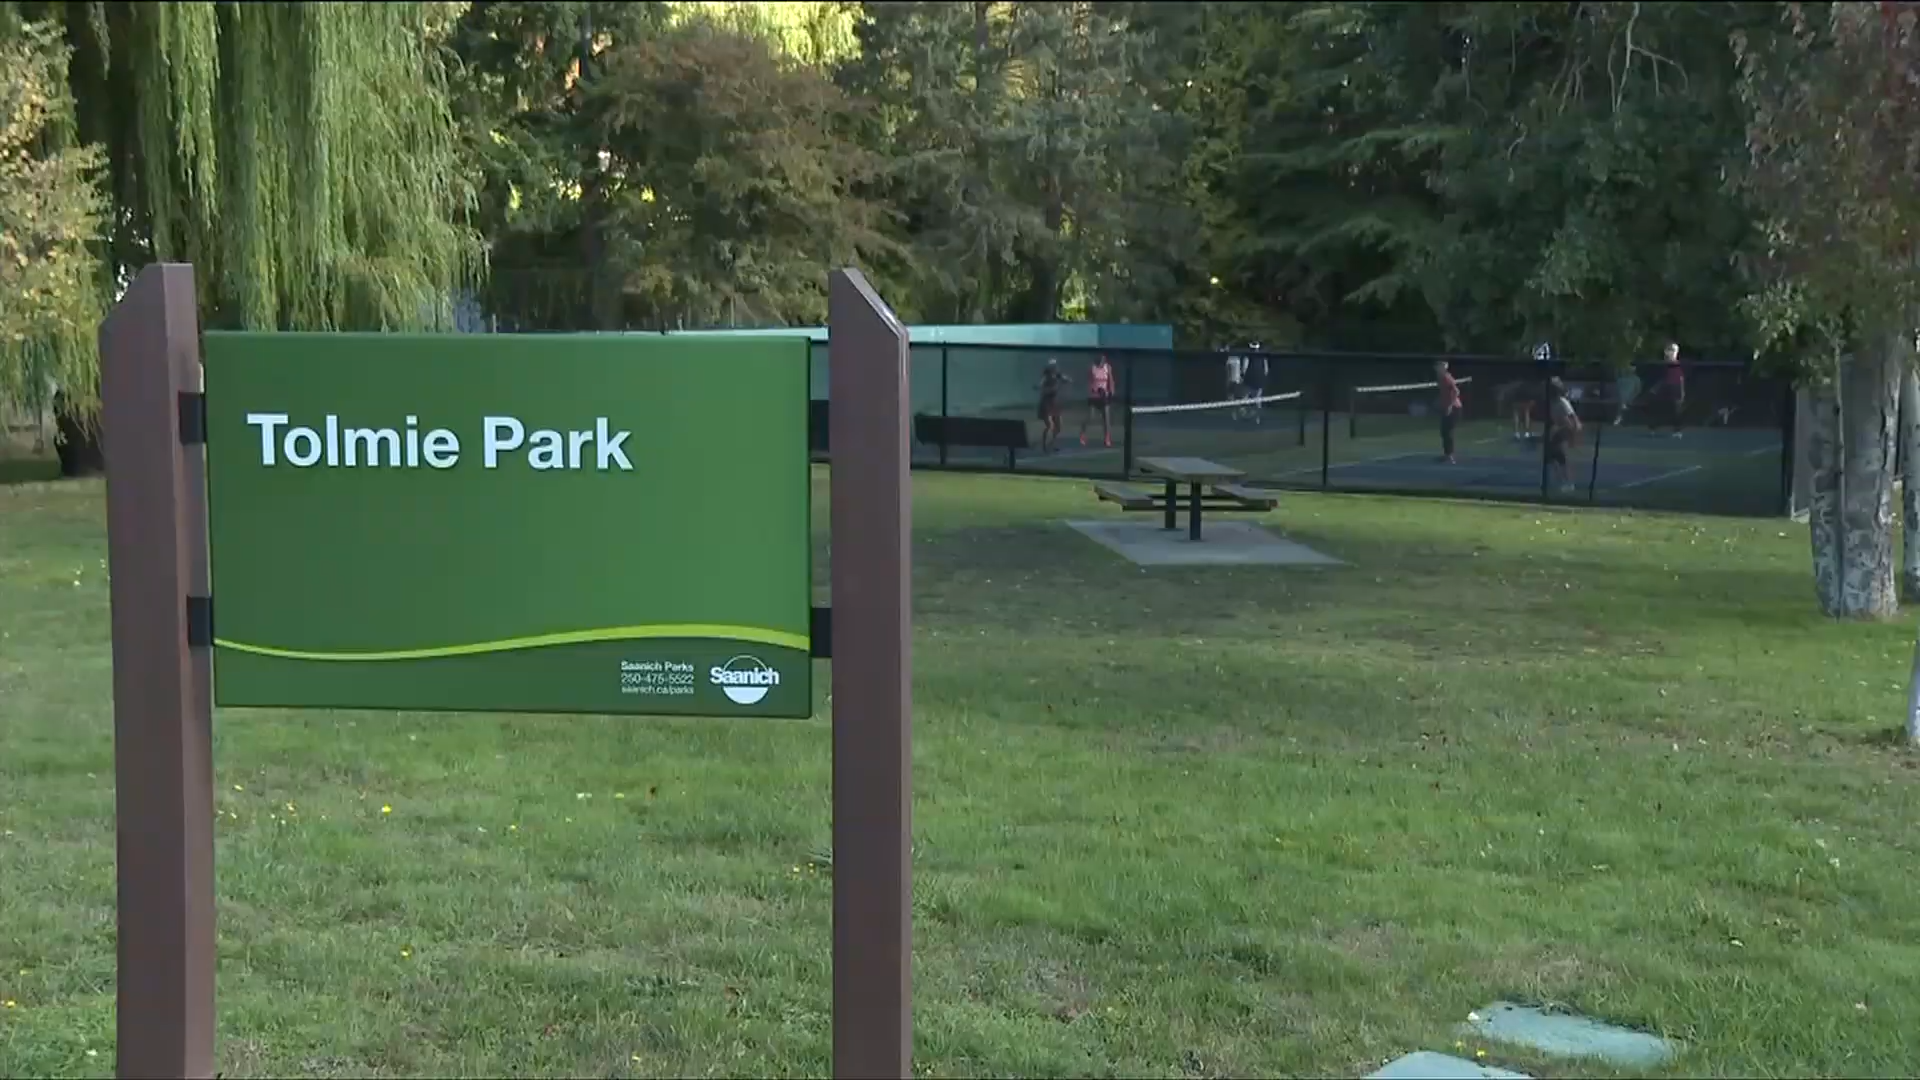 Tolmie Park
Saanich Parks
250-475-5522
saanich.ca/parks
Saanich